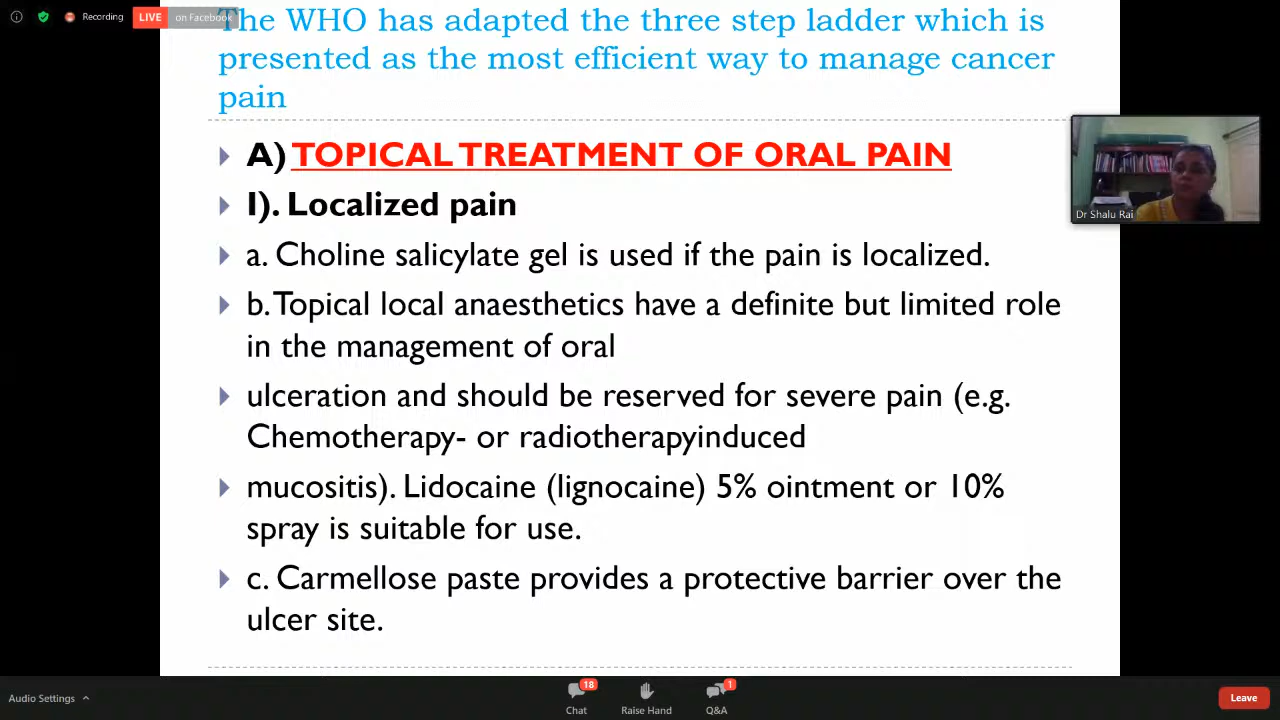 Recording
LIVE on Facebook
The WHO has adapted the three step ladder which is
presented as the most efficient way to manage cancer
pain
A) TOPICAL TREATMENT OF ORAL PAIN
I). Localized pain
a. Choline salicylate gel is used if the pain is localized.
b. Topical local anaesthetics have a definite but limited role
in the management of oral
ulceration and should be reserved for severe pain (e.g.
Chemotherapy- or radiotherapyinduced
mucositis). Lidocaine (lignocaine) 5% ointment or 10%
spray is suitable for use.
c. Carmellose paste provides a protective barrier over the
ulcer site.
Dr Shalu Rai
Audio Settings
18
Chat
Raise Hand
1
Q&A
Leave